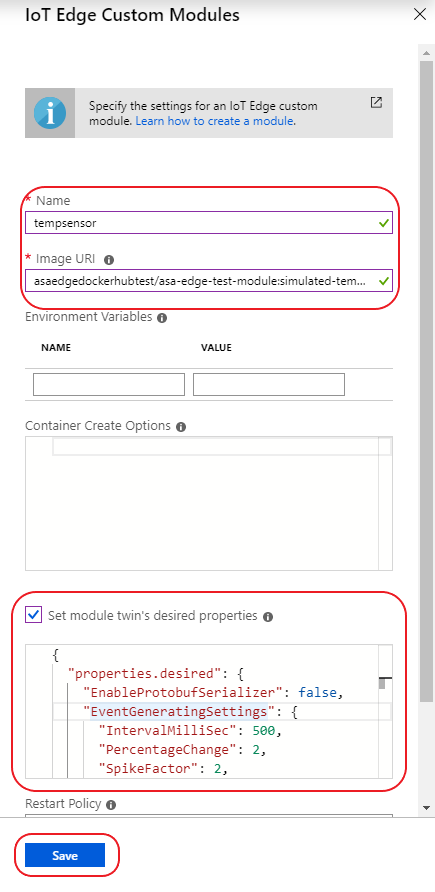 IoT Edge Custom Modules
Specify the settings for an IoT Edge custom
module. Learn how to create a module.
* Name
tempsensor
* Image URI
asaedgedockerhubtest/asa-edge-test-module:simulated-tem...
Environment Variables
NAME VALUE
Container Create Options
Set module twin's desired properties
{
"properties.desired": {
"EnableProtobufSerializer": false,
"EventGeneratingSettings": {
"IntervalMilliSec": 500,
"PercentageChange": 2,
"SpikeFactor": 2,
Restart Policy
Save